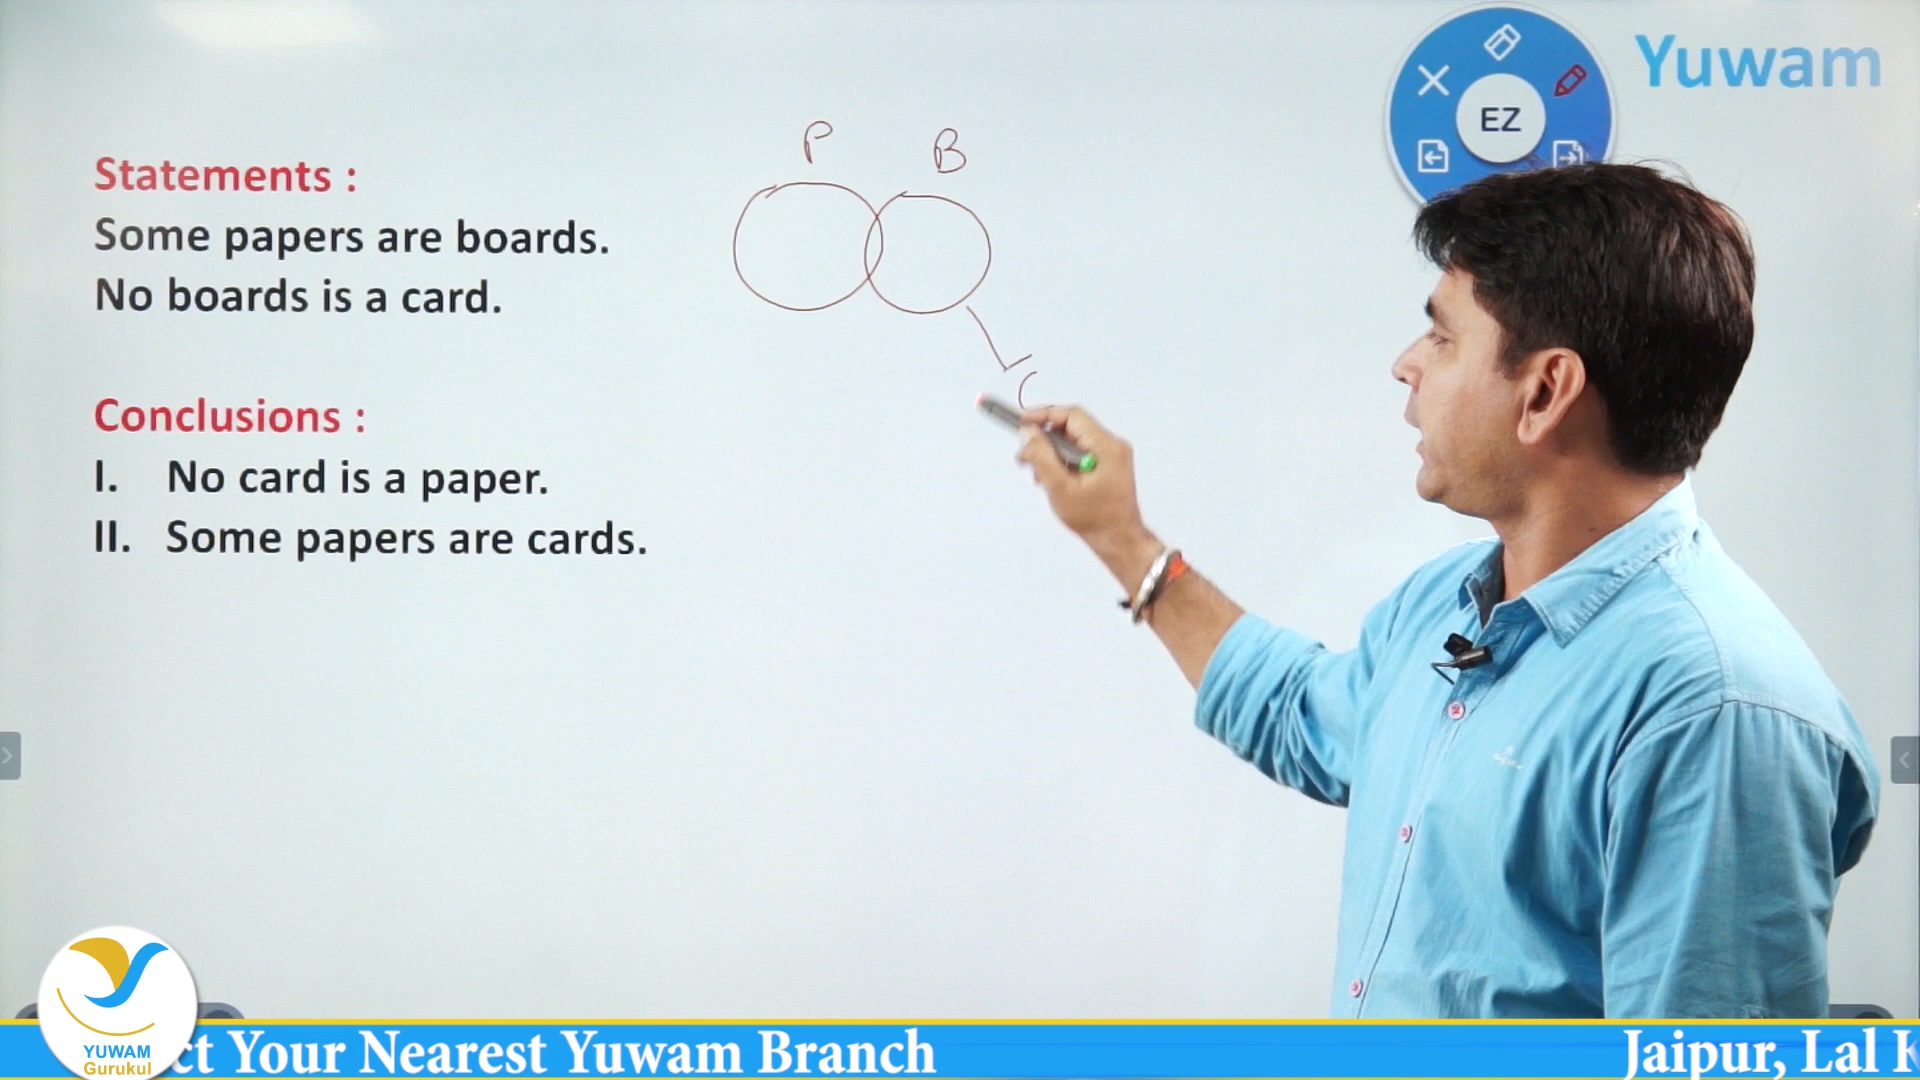 Yuwam
EZ
P B
Statements :
Some papers are boards.
No boards is a card.
C
Conclusions :
I. No card is a paper.
II. Some papers are cards.
YUWAM
Gurukul
ct Your Nearest Yuwam Branch
Jaipur, Lal K